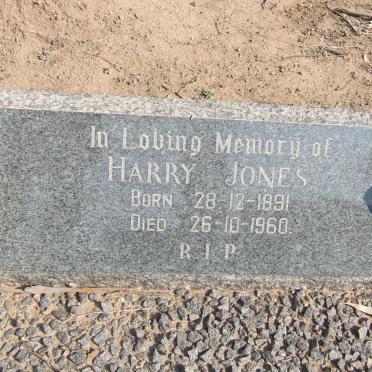 In Loving Memory of
HARRY JONES.
BORN 28-12-1891
DIED 26-10-1960.
R.I.P